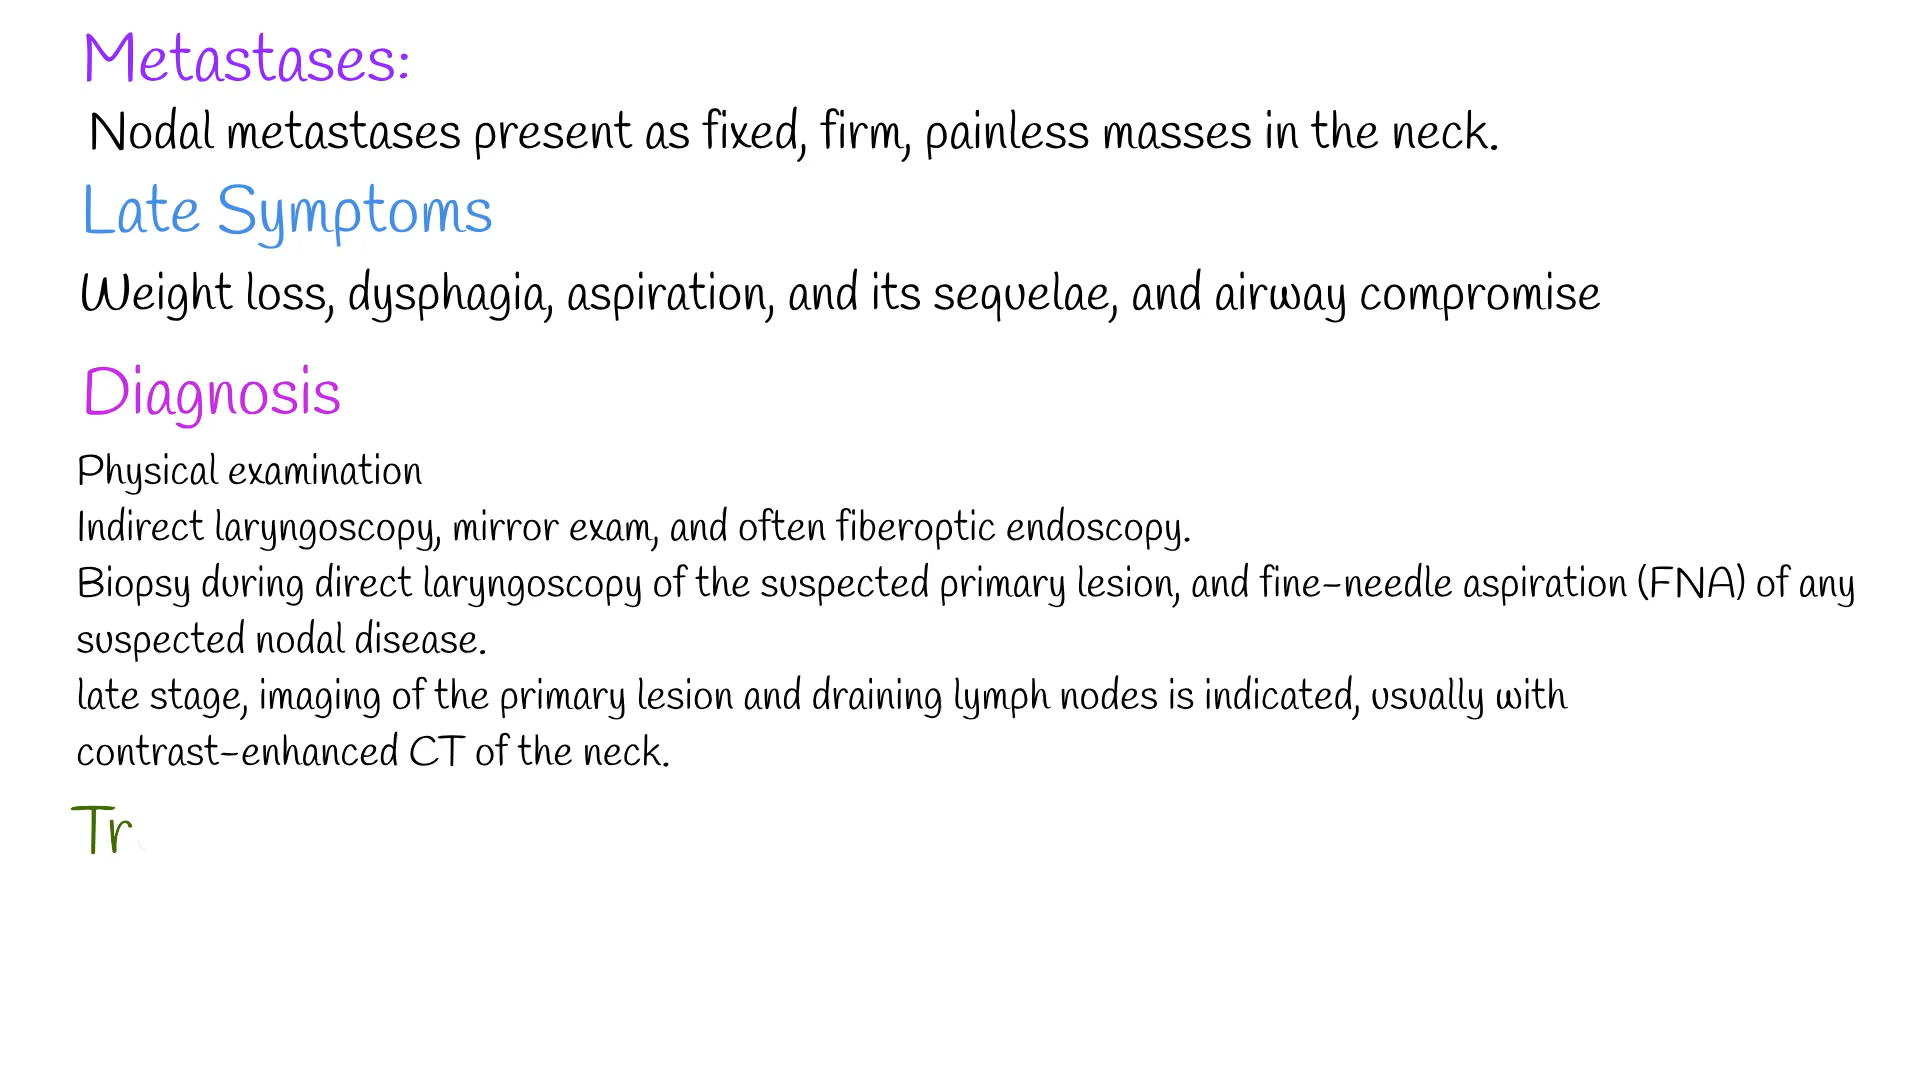 Metastases:
Nodal metastases present as fixed, firm, painless masses in the neck.
Late Symptoms
Weight loss, dysphagia, aspiration, and its sequelae, and airway compromise
Diagnosis
Physical examination
Indirect laryngoscopy, mirror exam, and often fiberoptic endoscopy.
Biopsy during direct laryngoscopy of the suspected primary lesion, and fine-needle aspiration (FNA) of any
suspected nodal disease.
late stage, imaging of the primary lesion and draining lymph nodes is indicated, usually with
contrast-enhanced CT of the neck.
Tr